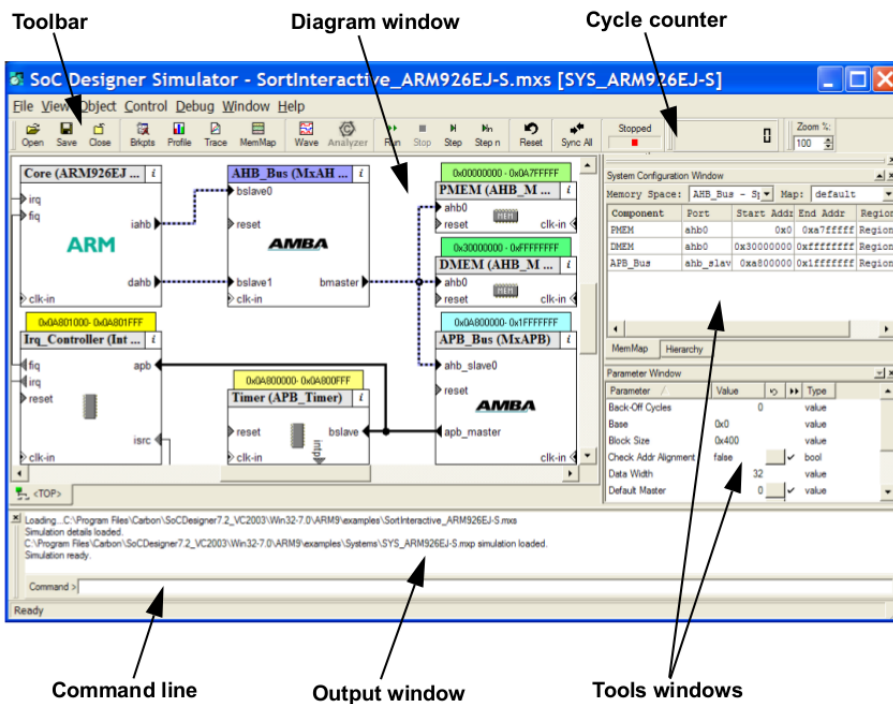 Toolbar
Diagram window
Cycle counter
SoC Designer Simulator - SortInteractive_ARM926EJ-S.mxs [SYS_ARM926EJ-S]
File View Object Control Debug Window Help
Open Save Close Brkpts Profile Trace MemMap Wave Analyzer Run Stop Step Step n Reset Sync All
Stopped
0
Zoom %:
100
Core (ARM926EJ ... i
irq
fiq
iahb
ARM
dahb
clk-in
AHB_Bus (MxAH ... i
bslave0
reset
AMBA
bslave1 bmaster
clk-in
0x00000000 - 0x0A7FFFFF
PMEM (AHB_M ... i
ahb0
MEM
reset clk-in
0x30000000 - 0xFFFFFFFF
DMEM (AHB_M ... i
ahb0
MEM
reset clk-in
0x0A801000- 0x0A801FFF
Irq_Controller (Int ... i
fiq apb
irq
reset
isrc
clk-in
0x0A800000- 0x0A800FFF
Timer (APB_Timer) i
reset bslave
intp
clk-in
0x0A800000- 0x1FFFFFFF
APB_Bus (MxAPB) i
ahb_slave0
reset
AMBA
apb_master
clk-in
<TOP>
System Configuration Window
Memory Space: AHB_Bus - Sp Map: default
Component Port Start Addr End Addr Region
PMEM ahb0 0x0 0xa7fffff Region
DMEM ahb0 0x30000000 0xffffffff Region
APB_Bus ahb_slav 0xa800000 0x1fffffff Region
MemMap Hierarchy
Parameter Window
Parameter Value Type
Back-Off Cycles 0 value
Base 0x0 value
Block Size 0x400 value
Check Addr Alignment false bool
Data Width 32 value
Default Master 0 value
Loading...C:\Program Files\Carbon\SoCDesigner7.2_VC2003\Win32-7.0\ARM9\examples\SortInteractive_ARM926EJ-S.mxs
Simulation details loaded.
C:\Program Files\Carbon\SoCDesigner7.2_VC2003\Win32-7.0\ARM9\examples\Systems\SYS_ARM926EJ-S.mxp simulation loaded.
Simulation ready.
Command >
Ready
Command line
Output window
Tools windows